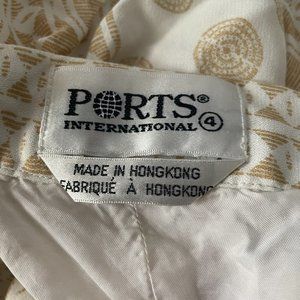 PORTS®
INTERNATIONAL 4
MADE IN HONGKONG
FABRIQUÉ À HONGKONG